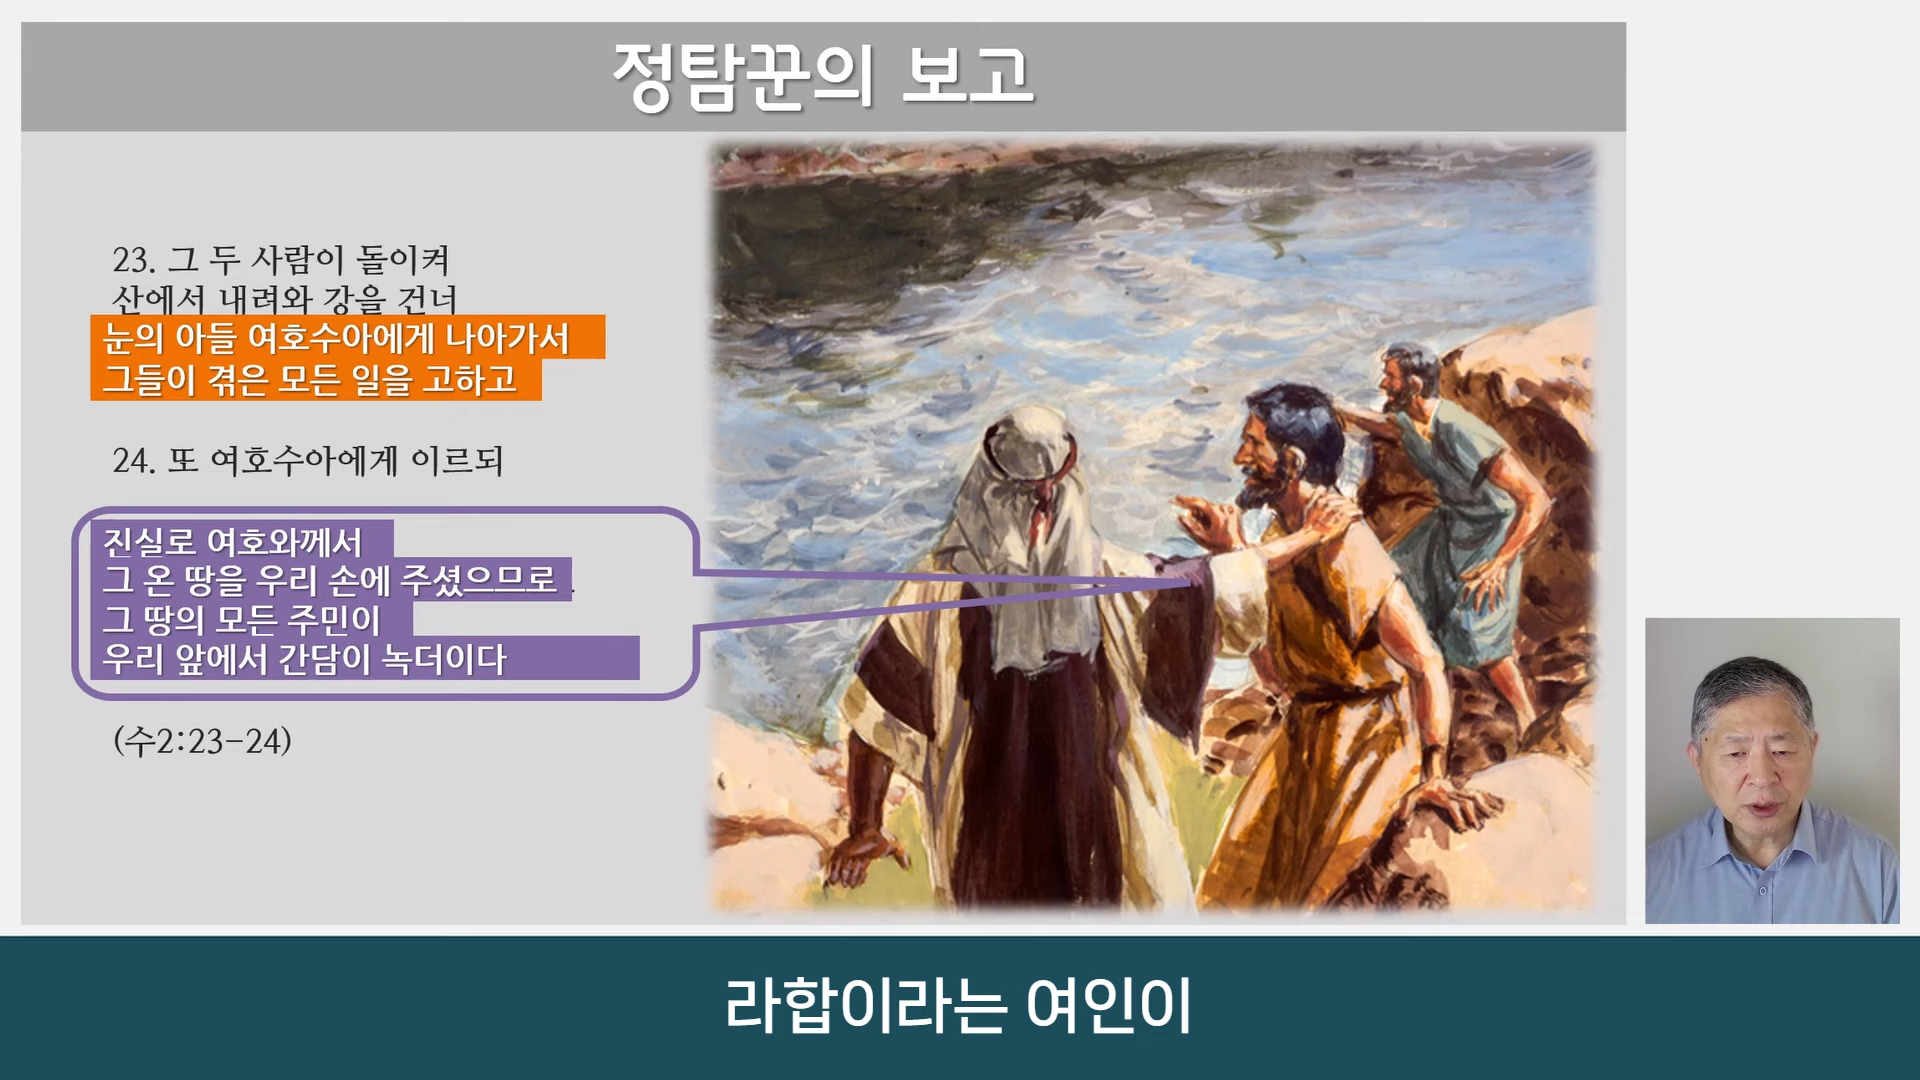 정탐꾼의 보고
23. 그 두 사람이 돌이켜
산에서 내려와 강을 건너
눈의 아들 여호수아에게 나아가서
그들이 겪은 모든 일을 고하고
24. 또 여호수아에게 이르되
진실로 여호와께서
그 온 땅을 우리 손에 주셨으므로
그 땅의 모든 주민이
우리 앞에서 간담이 녹더이다
(수2:23-24)
라합이라는 여인이